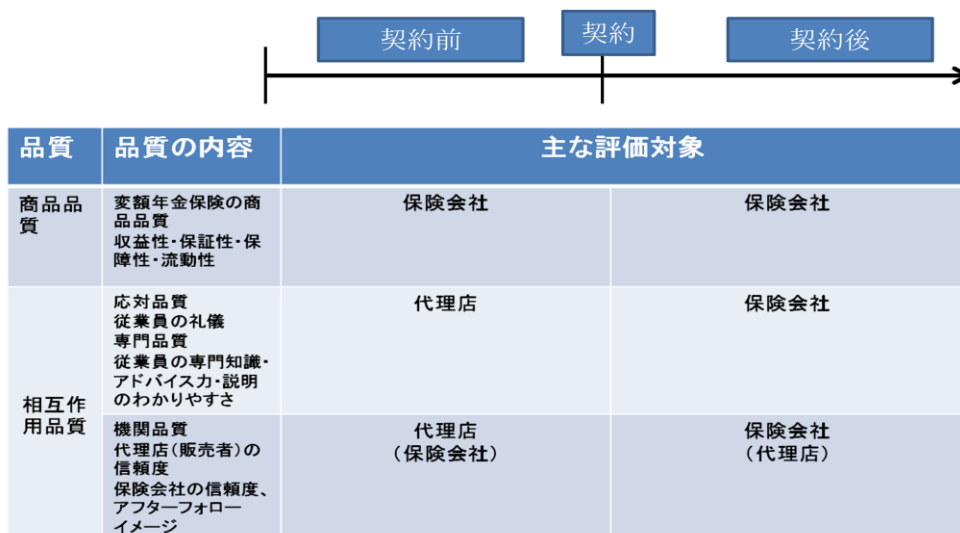 契約前
契約
契約後
品質
品質の内容
主な評価対象
商品品
質
変額年金保険の商
品品質
収益性・保証性・保
障性・流動性
保険会社
保険会社
相互作
用品質
応対品質
従業員の礼儀
専門品質
従業員の専門知識・
アドバイス力・説明
のわかりやすさ
代理店
保険会社
機関品質
代理店(販売者)の
信頼度
保険会社の信頼度、
アフターフォロー
イメージ
代理店
(保険会社)
保険会社
(代理店)